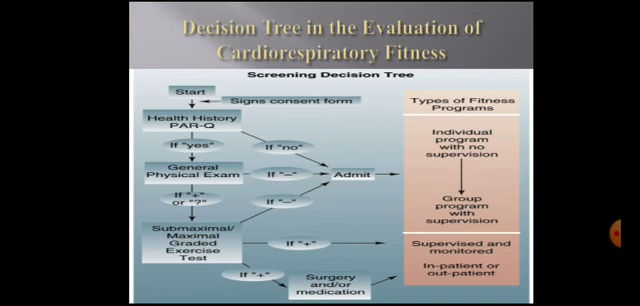 Decision Tree in the Evaluation of
Cardiorespiratory Fitness
Screening Decision Tree
Start
Signs consent form
Health History
PAR-Q
If "yes"
If "no"
General
Physical Exam
If "–"
Admit
If "+"
or "?"
If "–"
Submaximal/
Maximal
Graded
Exercise
Test
If "+"
If "+"
Surgery
and/or
medication
Types of Fitness
Programs
Individual
program
with no
supervision
Group
program
with
supervision
Supervised and
monitored
In-patient or
out-patient